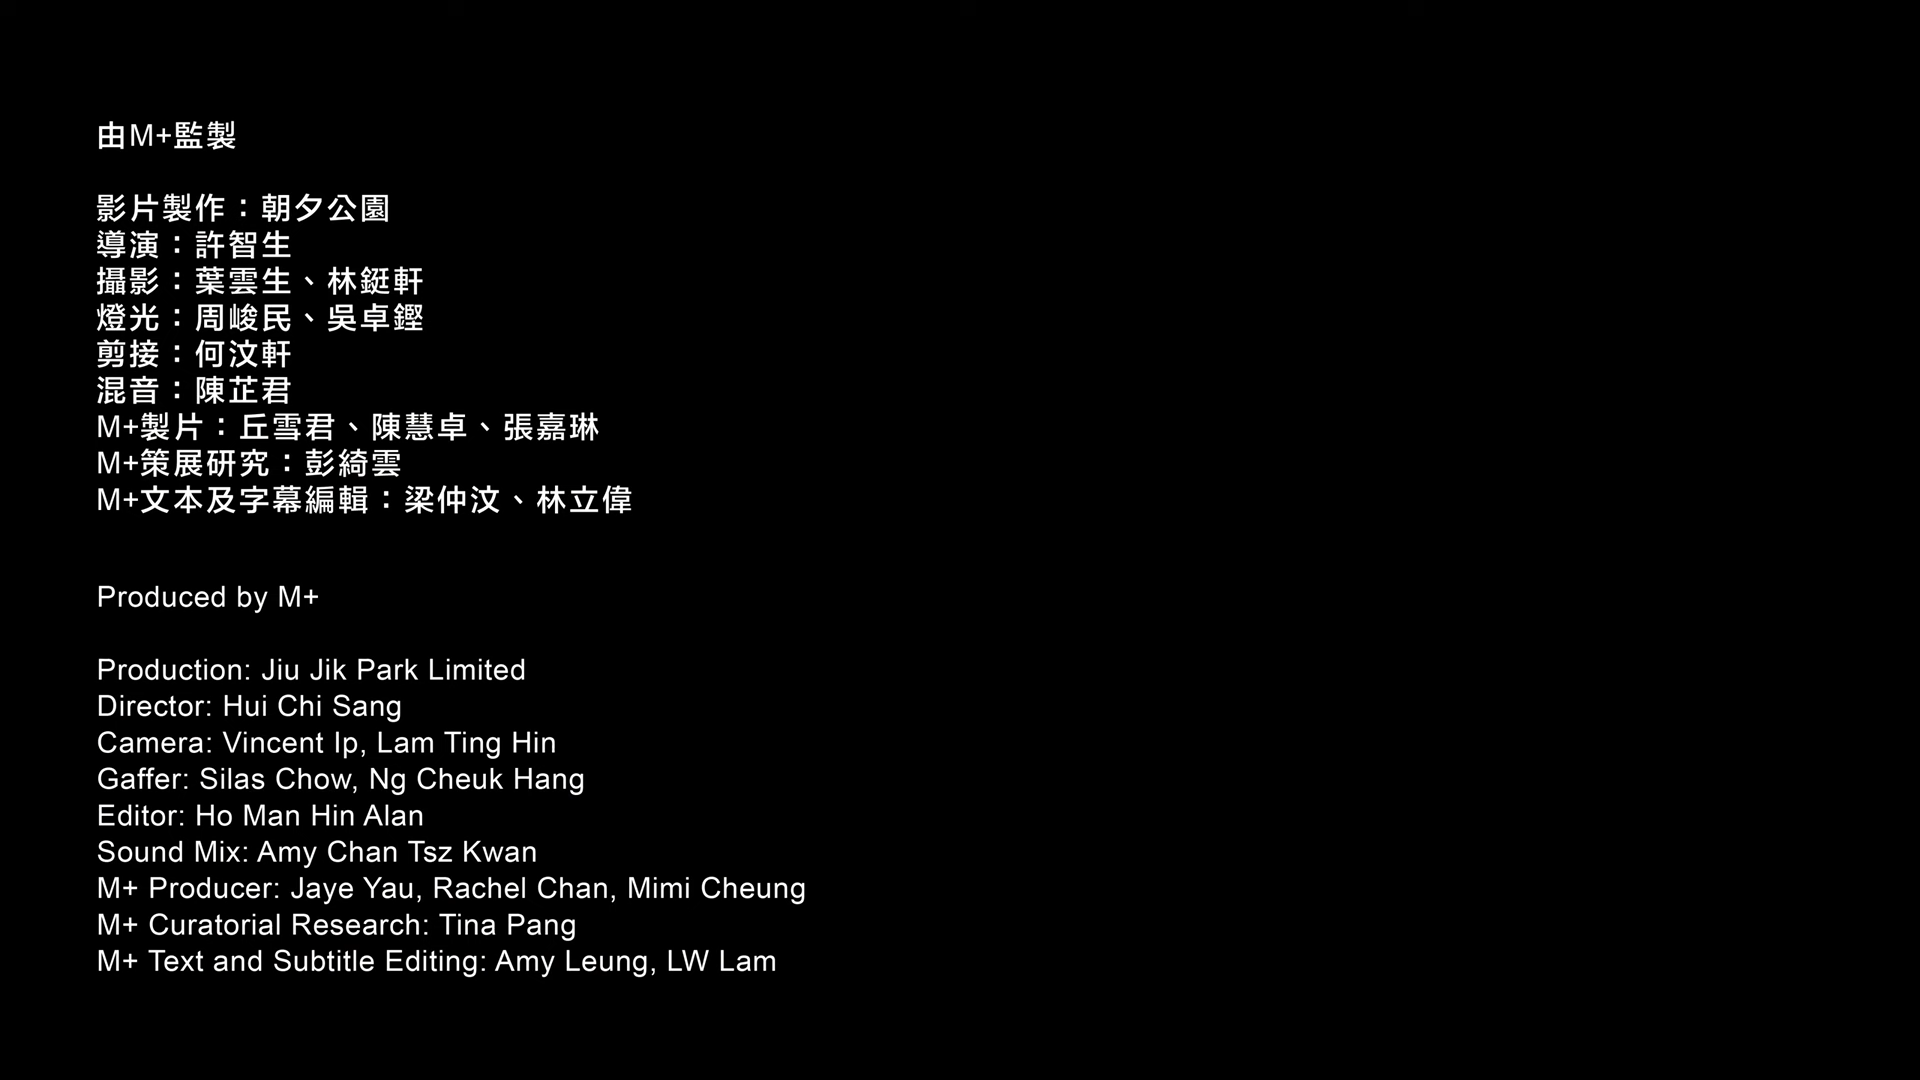 由M+監製
影片製作：朝夕公園
導演：許智生
攝影：葉雲生、林鋌軒
燈光：周峻民、吳卓鏗
剪接：何汶軒
混音：陳芷君
M+製片：丘雪君、陳慧卓、張嘉琳
M+策展研究：彭綺雲
M+文本及字幕編輯：梁仲汶、林立偉
Produced by M+
Production: Jiu Jik Park Limited
Director: Hui Chi Sang
Camera: Vincent Ip, Lam Ting Hin
Gaffer: Silas Chow, Ng Cheuk Hang
Editor: Ho Man Hin Alan
Sound Mix: Amy Chan Tsz Kwan
M+ Producer: Jaye Yau, Rachel Chan, Mimi Cheung
M+ Curatorial Research: Tina Pang
M+ Text and Subtitle Editing: Amy Leung, LW Lam